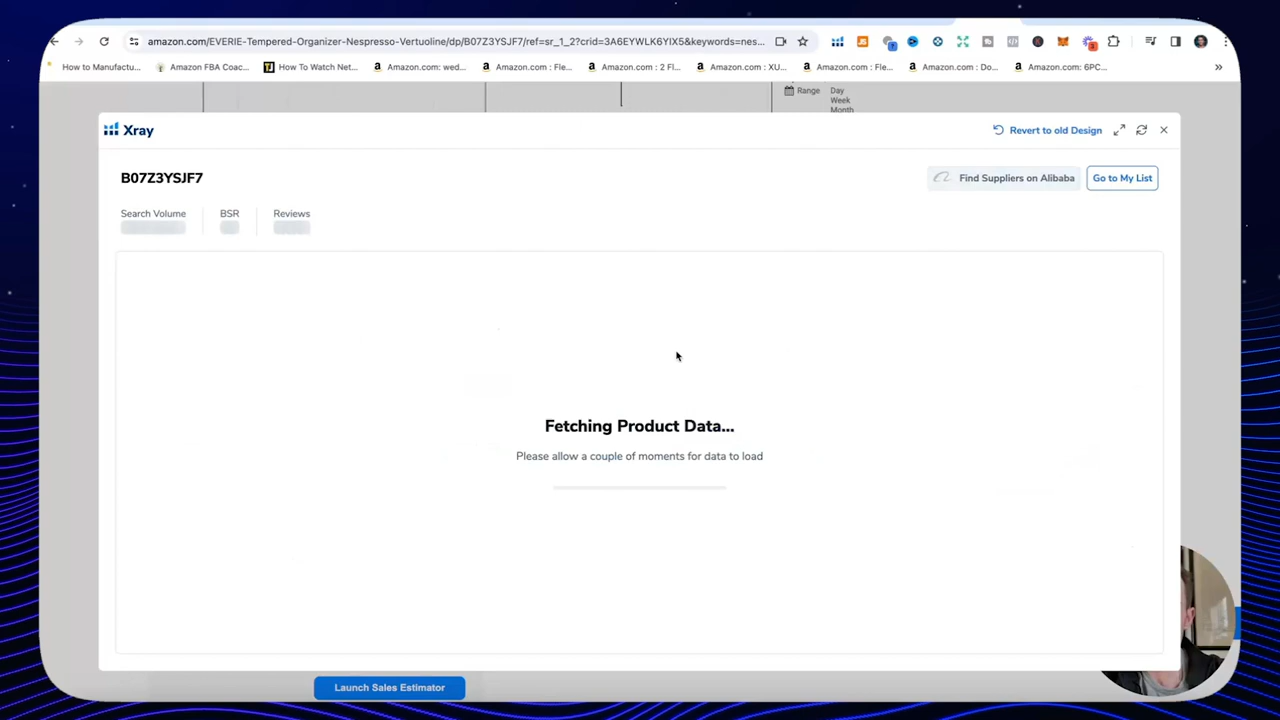 amazon.com/EVERIE-Tempered-Organizer-Nespresso-Vertuoline/dp/B07Z3YSJF7/ref=sr_1_2?crid=3A6EYWLK6YIX5&keywords=nes...
How to Manufactu...
Amazon FBA Coac...
How To Watch Net...
Amazon.com: wed...
Amazon.com : Fle...
Amazon.com : 2 Fl...
Amazon.com : XU...
Amazon.com : Fle...
Amazon.com : Do...
Amazon.com: 6PC...
Range
Day
Week
Month
Xray
Revert to old Design
B07Z3YSJF7
Find Suppliers on Alibaba
Go to My List
Search Volume
BSR
Reviews
Fetching Product Data...
Please allow a couple of moments for data to load
Launch Sales Estimator